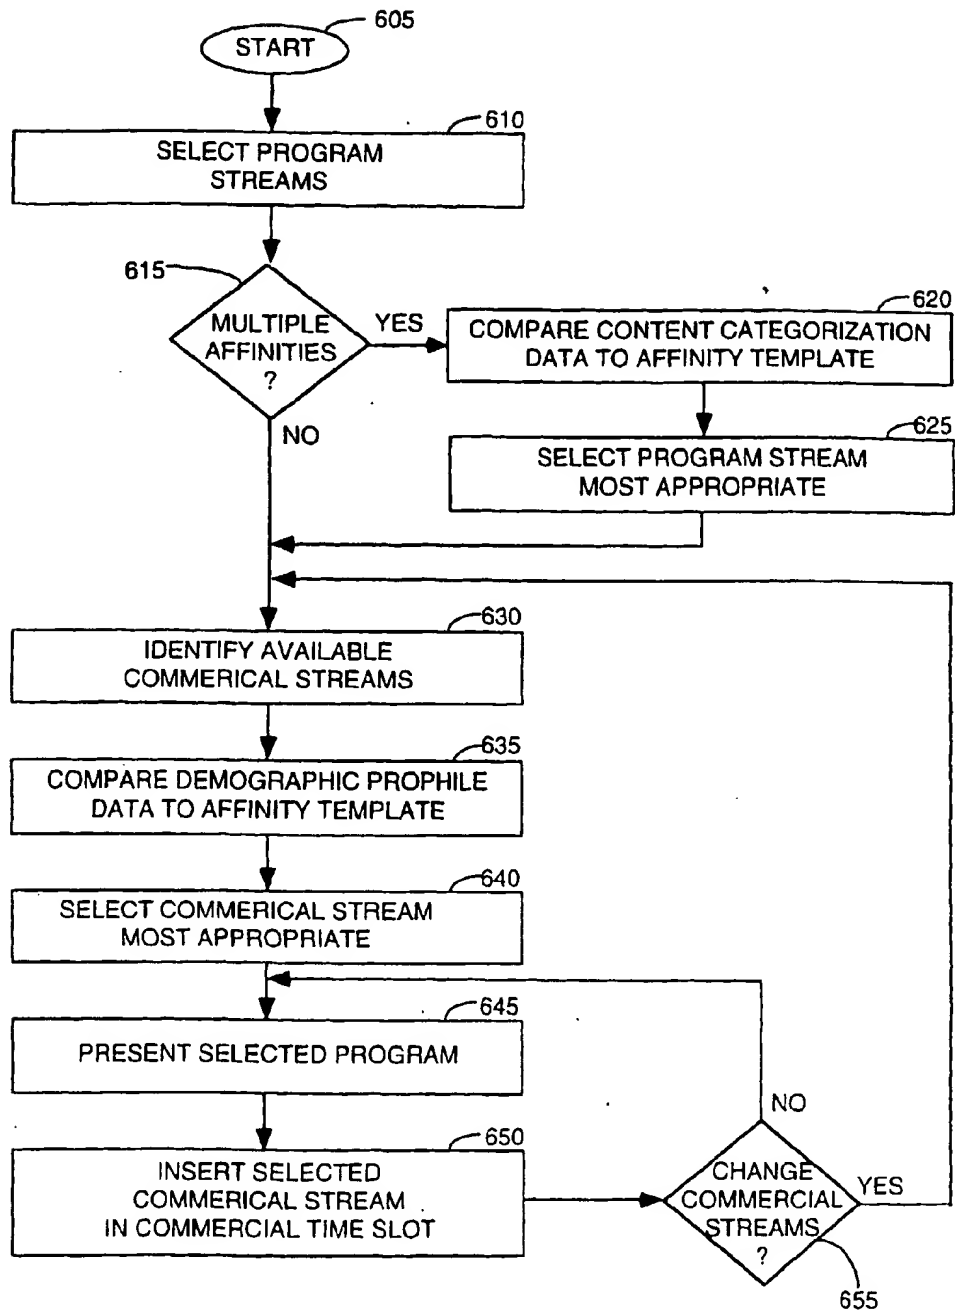 605
START
610
SELECT PROGRAM
STREAMS
615
MULTIPLE
AFFINITIES
?
YES
NO
620
COMPARE CONTENT CATEGORIZATION
DATA TO AFFINITY TEMPLATE
625
SELECT PROGRAM STREAM
MOST APPROPRIATE
630
IDENTIFY AVAILABLE
COMMERICAL STREAMS
635
COMPARE DEMOGRAPHIC PROPHILE
DATA TO AFFINITY TEMPLATE
640
SELECT COMMERICAL STREAM
MOST APPROPRIATE
645
PRESENT SELECTED PROGRAM
650
INSERT SELECTED
COMMERICAL STREAM
IN COMMERCIAL TIME SLOT
NO
CHANGE
COMMERCIAL
STREAMS
?
YES
655